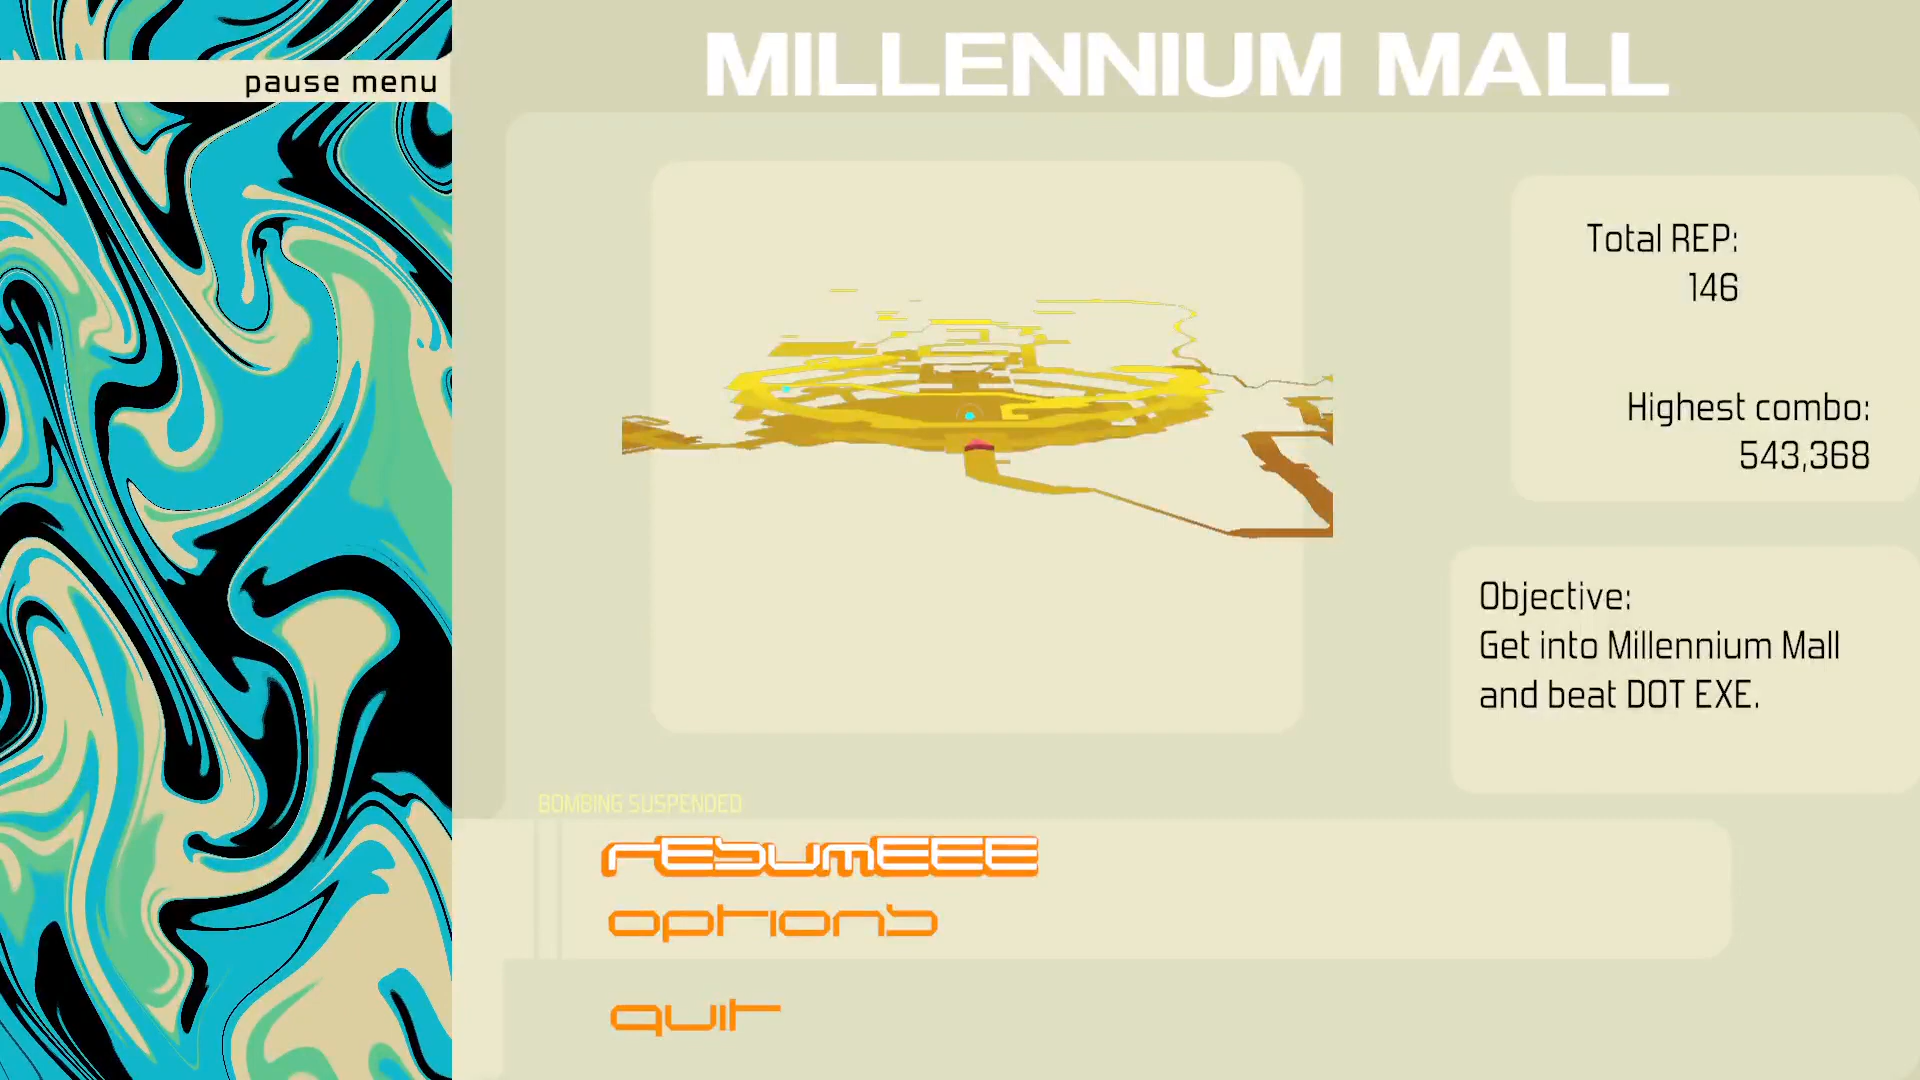 pause menu
MILLENNIUM MALL
Total REP:
146
Highest combo:
543,368
Objective:
Get into Millennium Mall
and beat DOT EXE.
BOMBING SUSPENDED
resumEEE
options
quit